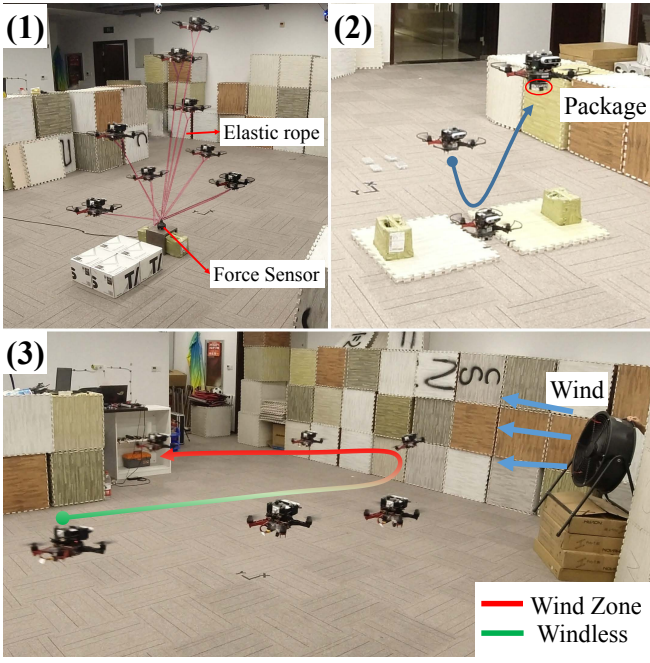 (1)
Elastic rope
Force Sensor
(2)
Package
(3)
Wind
Wind Zone
Windless